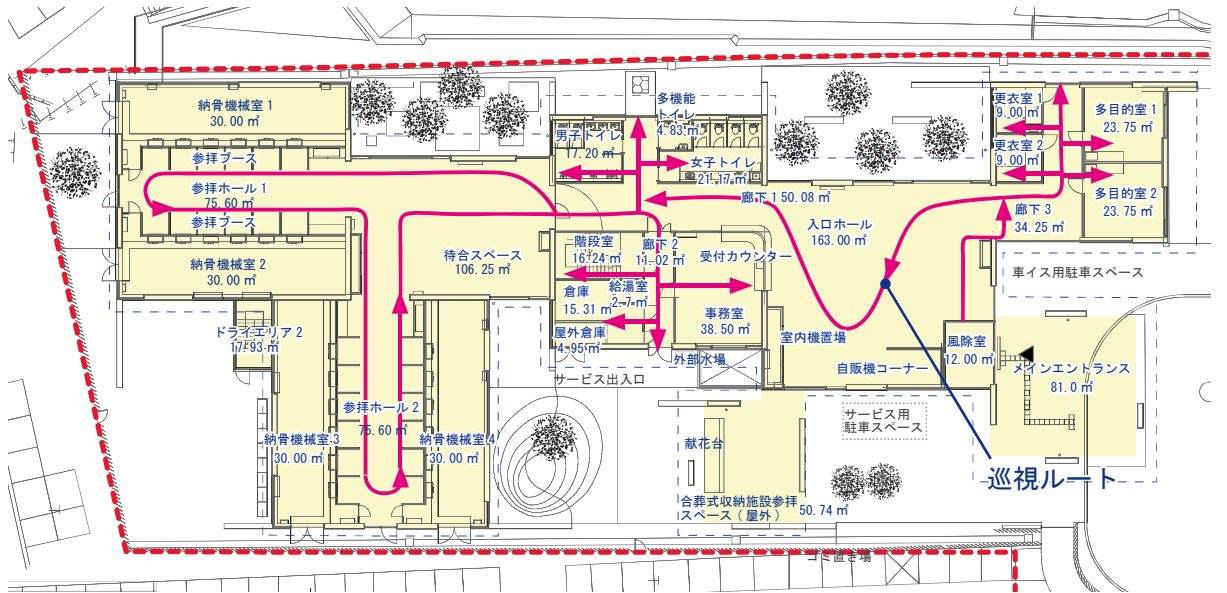 納骨機械室 1
30.00 ㎡
参拝ブース
参拝ホール 1
75.60 ㎡
参拝ブース
納骨機械室 2
30.00 ㎡
ドライエリア 2
17.93 ㎡
納骨機械室 3
30.00 ㎡
参拝ホール 2
75.60 ㎡
納骨機械室 4
30.00 ㎡
待合スペース
106.25 ㎡
男子トイレ
17.20 ㎡
多機能
トイレ
4.83 ㎡
女子トイレ
21.17 ㎡
廊下 1 50.08 ㎡
階段室
16.24 ㎡
廊下 2
11.02 ㎡
倉庫
15.31 ㎡
給湯室
2.7 ㎡
屋外倉庫
4.95 ㎡
受付カウンター
事務室
38.50 ㎡
外部水場
サービス出入口
入口ホール
163.00 ㎡
室内機置場
自販機コーナー
風除室
12.00 ㎡
更衣室 1
9.00 ㎡
更衣室 2
9.00 ㎡
多目的室 1
23.75 ㎡
多目的室 2
23.75 ㎡
廊下 3
34.25 ㎡
車イス用駐車スペース
メインエントランス
81.0 ㎡
サービス用
駐車スペース
巡視ルート
献花台
合葬式収納施設参拝
スペース（屋外）
50.74 ㎡
ゴミ置き場